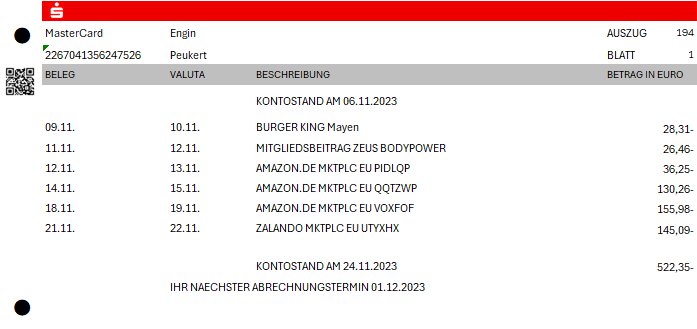 MasterCard Engin AUSZUG 194
2267041356247526 Peukert BLATT 1
BELEG VALUTA BESCHREIBUNG BETRAG IN EURO
KONTOSTAND AM 06.11.2023
09.11. 10.11. BURGER KING Mayen 28,31-
11.11. 12.11. MITGLIEDSBEITRAG ZEUS BODYPOWER 26,46-
12.11. 13.11. AMAZON.DE MKTPLC EU PIDLQP 36,25-
14.11. 15.11. AMAZON.DE MKTPLC EU QQTZWP 130,26-
18.11. 19.11. AMAZON.DE MKTPLC EU VOXFOF 155,98-
21.11. 22.11. ZALANDO MKTPLC EU UTYXHX 145,09-
KONTOSTAND AM 24.11.2023 522,35-
IHR NAECHSTER ABRECHNUNGSTERMIN 01.12.2023